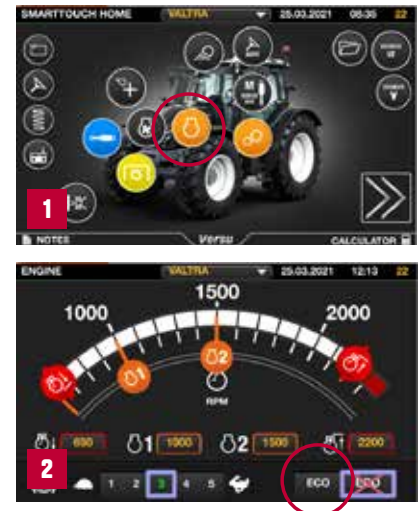 SMARTTOUCH HOME VALTRA 25.03.2021 08:35 22
M
1
NOTES Versu CALCULATOR
ENGINE VALTRA 25.03.2021 12:13 22
1000 1500 2000
1 2
RPM
650 1 1000 2 1500 2200
2
1 2 3 4 5 ECO ECO